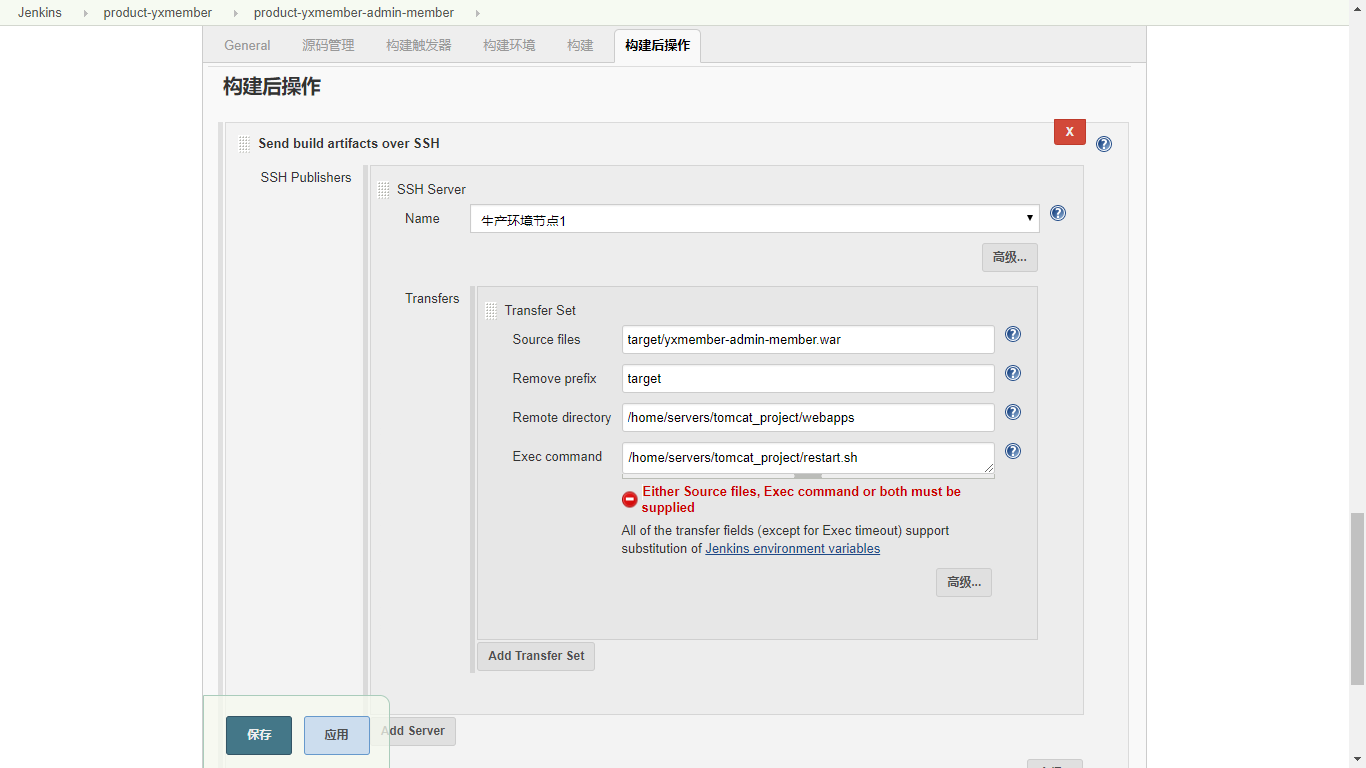 Jenkins product-yxmember product-yxmember-admin-member
General 源码管理 构建触发器 构建环境 构建 构建后操作
构建后操作
X
Send build artifacts over SSH
SSH Publishers
SSH Server
Name 生产环境节点1
高级...
Transfers
Transfer Set
Source files target/yxmember-admin-member.war
Remove prefix target
Remote directory /home/servers/tomcat_project/webapps
Exec command /home/servers/tomcat_project/restart.sh
Either Source files, Exec command or both must be
supplied
All of the transfer fields (except for Exec timeout) support
substitution of Jenkins environment variables
高级...
Add Transfer Set
Add Server
保存 应用